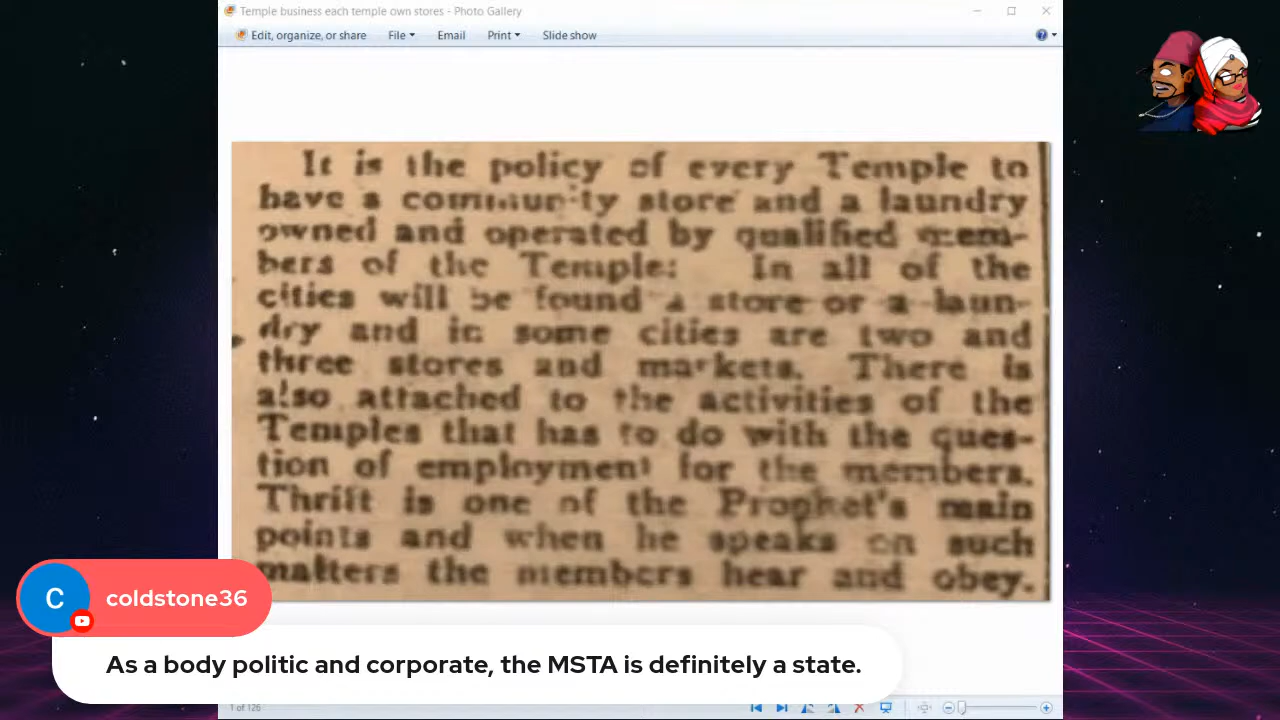 Temple business each temple own stores - Photo Gallery
Edit, organize, or share File Email Print Slide show
It is the policy of every Temple to
have a community store and a laundry
owned and operated by qualified mem-
bers of the Temple: In all of the
cities will be found a store or a laun-
dry and in some cities are two and
three stores and markets. There is
also attached to the activities of the
Temples that has to do with the ques-
tion of employment for the members.
Thrift is one of the Prophet's main
points and when he speaks on such
matters the members hear and obey.
C coldstone36
As a body politic and corporate, the MSTA is definitely a state.
1 of 126